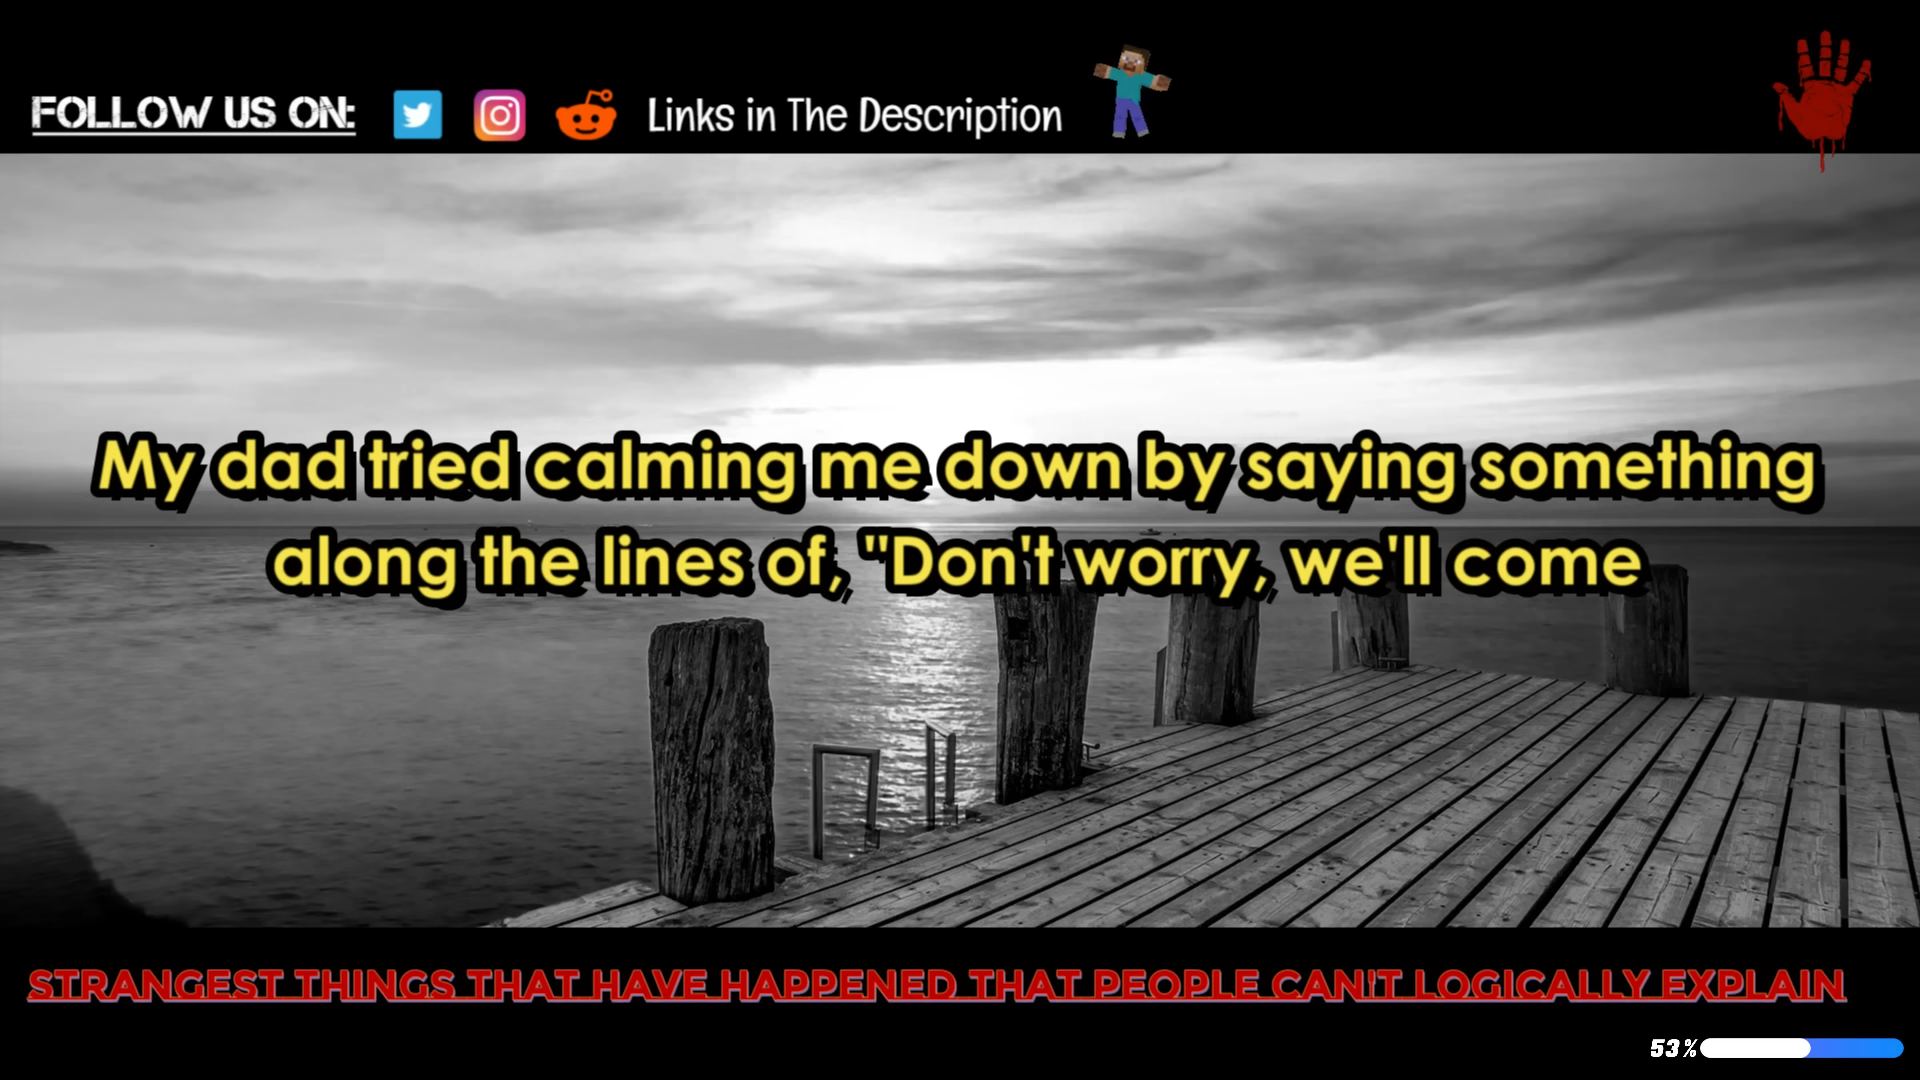 FOLLOW US ON: Links in The Description
My dad tried calming me down by saying something
along the lines of, "Don't worry, we'll come
STRANGEST THINGS THAT HAVE HAPPENED THAT PEOPLE CAN'T LOGICALLY EXPLAIN
53%